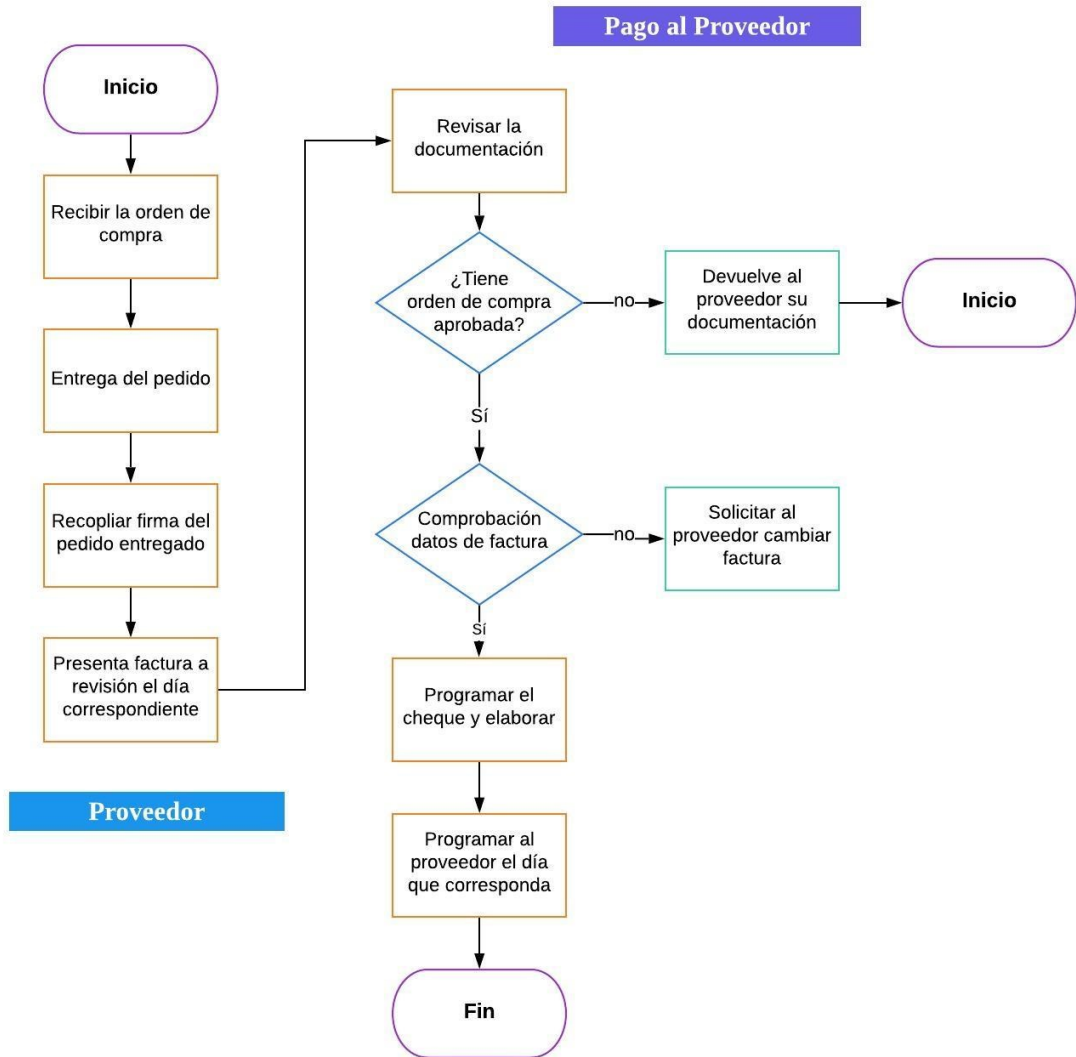 Pago al Proveedor
Inicio
Recibir la orden de
compra
Entrega del pedido
Recopliar firma del
pedido entregado
Presenta factura a
revisión el día
correspondiente
Proveedor
Revisar la
documentación
¿Tiene
orden de compra
aprobada?
no
Devuelve al
proveedor su
documentación
Inicio
Sí
Comprobación
datos de factura
no
Solicitar al
proveedor cambiar
factura
Sí
Programar el
cheque y elaborar
Programar al
proveedor el día
que corresponda
Fin